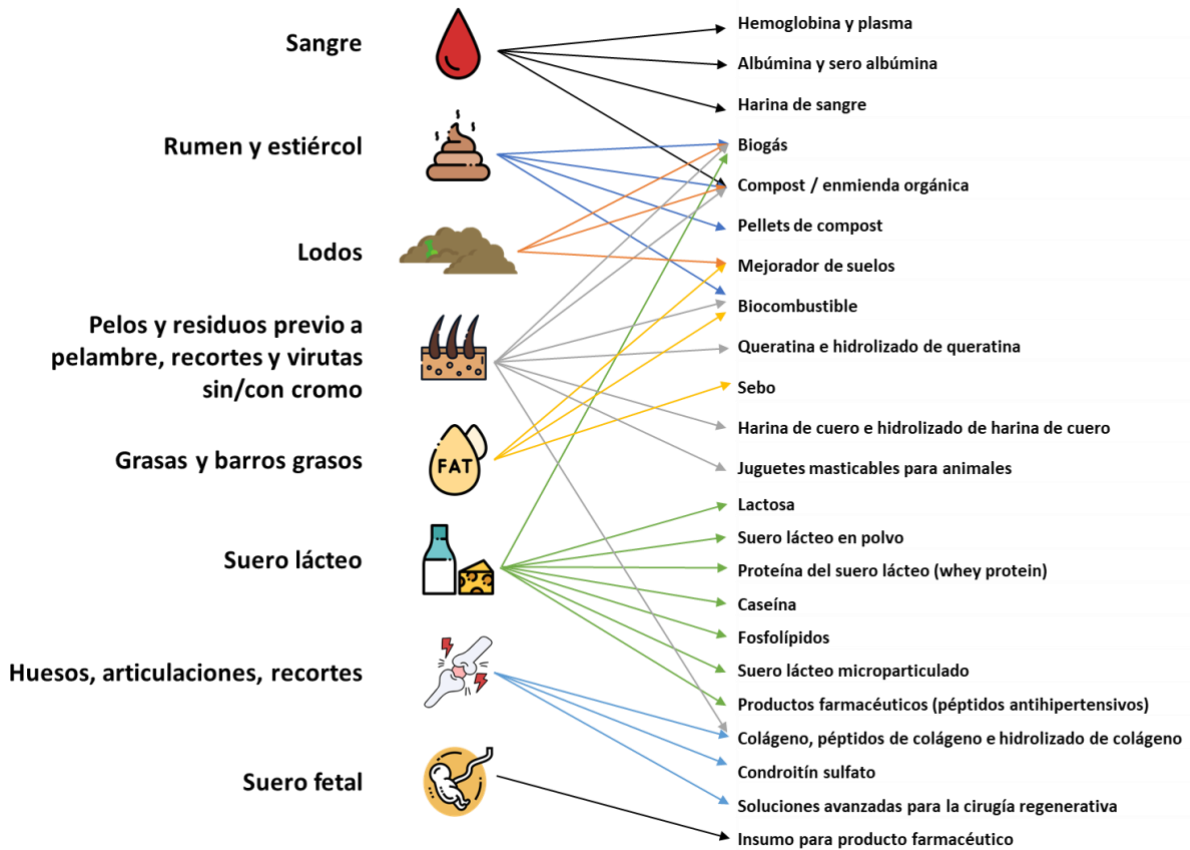 Sangre
Rumen y estiércol
Lodos
Pelos y residuos previo a
pelambre, recortes y virutas
sin/con cromo
Grasas y barros grasos
FAT
Suero lácteo
Huesos, articulaciones, recortes
Suero fetal
Hemoglobina y plasma
Albúmina y sero albúmina
Harina de sangre
Biogás
Compost / enmienda orgánica
Pellets de compost
Mejorador de suelos
Biocombustible
Queratina e hidrolizado de queratina
Sebo
Harina de cuero e hidrolizado de harina de cuero
Juguetes masticables para animales
Lactosa
Suero lácteo en polvo
Proteína del suero lácteo (whey protein)
Caseína
Fosfolípidos
Suero lácteo microparticulado
Productos farmacéuticos (péptidos antihipertensivos)
Colágeno, péptidos de colágeno e hidrolizado de colágeno
Condroitín sulfato
Soluciones avanzadas para la cirugía regenerativa
Insumo para producto farmacéutico